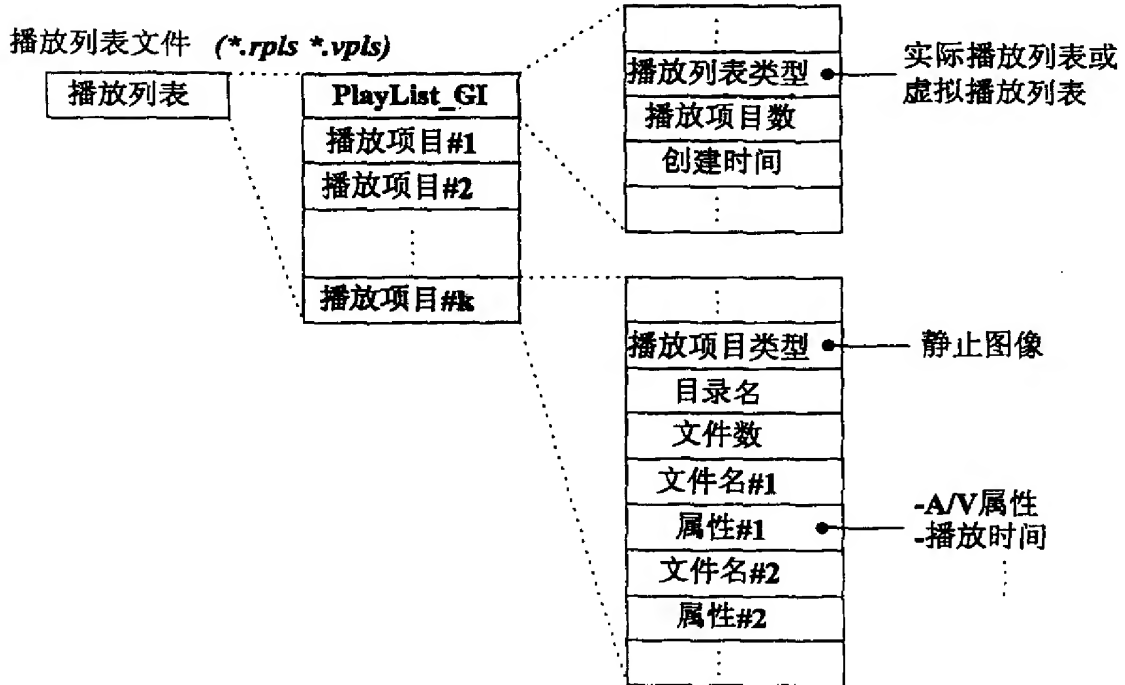 播放列表文件 (*.rpls *.vpls)
播放列表
PlayList_GI
播放项目#1
播放项目#2
播放项目#k
播放列表类型
播放项目数
创建时间
实际播放列表或
虚拟播放列表
播放项目类型
目录名
文件数
文件名#1
属性#1
文件名#2
属性#2
静止图像
-A/V属性
-播放时间